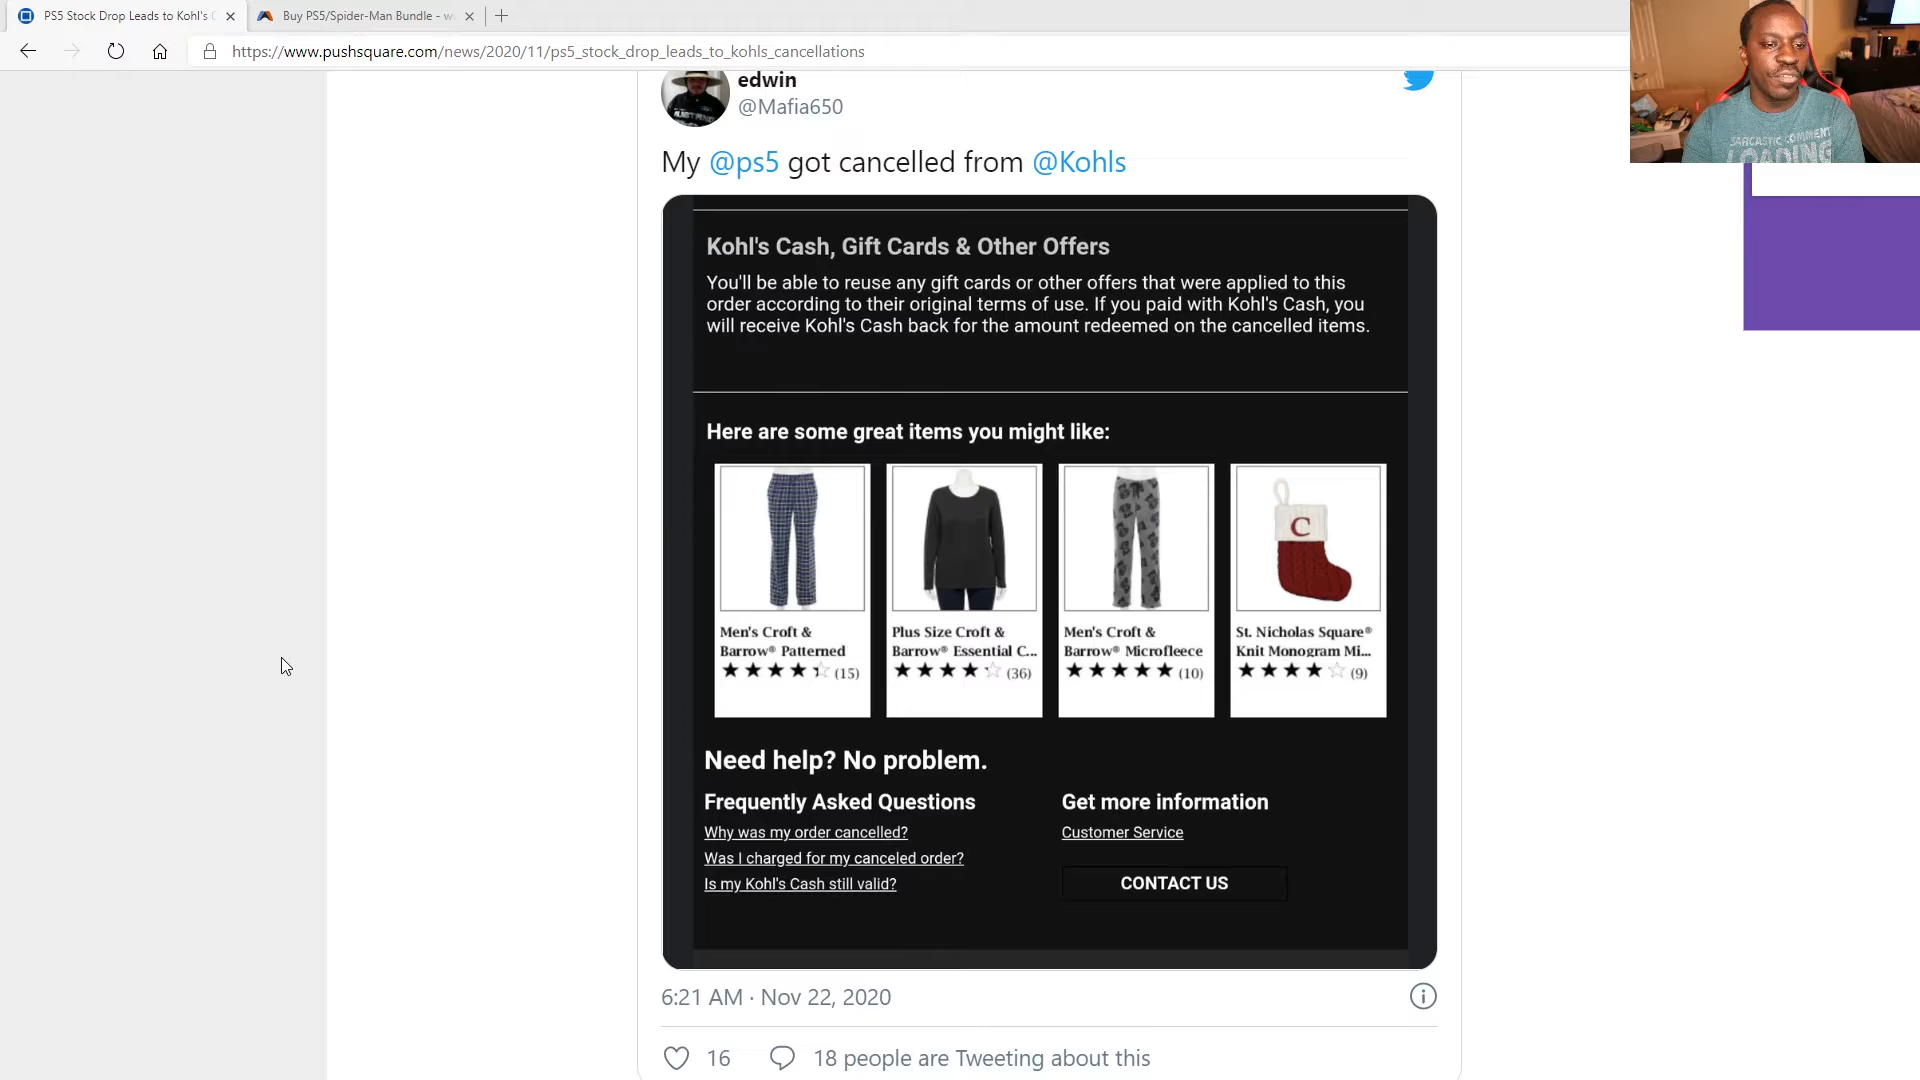 PS5 Stock Drop Leads to Kohl's
Buy PS5/Spider-Man Bundle -
https://www.pushsquare.com/news/2020/11/ps5_stock_drop_leads_to_kohls_cancellations
SARCASTIC COMMENT
LOADING
edwin
@Mafia650
My @ps5 got cancelled from @Kohls
Kohl's Cash, Gift Cards & Other Offers
You'll be able to reuse any gift cards or other offers that were applied to this
order according to their original terms of use. If you paid with Kohl's Cash, you
will receive Kohl's Cash back for the amount redeemed on the cancelled items.
Here are some great items you might like:
C
Men's Croft &
Barrow® Patterned
(15)
Plus Size Croft &
Barrow® Essential C...
(36)
Men's Croft &
Barrow® Microfleece
(10)
St. Nicholas Square®
Knit Monogram Mi...
(9)
Need help? No problem.
Frequently Asked Questions
Why was my order cancelled?
Was I charged for my canceled order?
Is my Kohl's Cash still valid?
Get more information
Customer Service
CONTACT US
6:21 AM · Nov 22, 2020
16
18 people are Tweeting about this